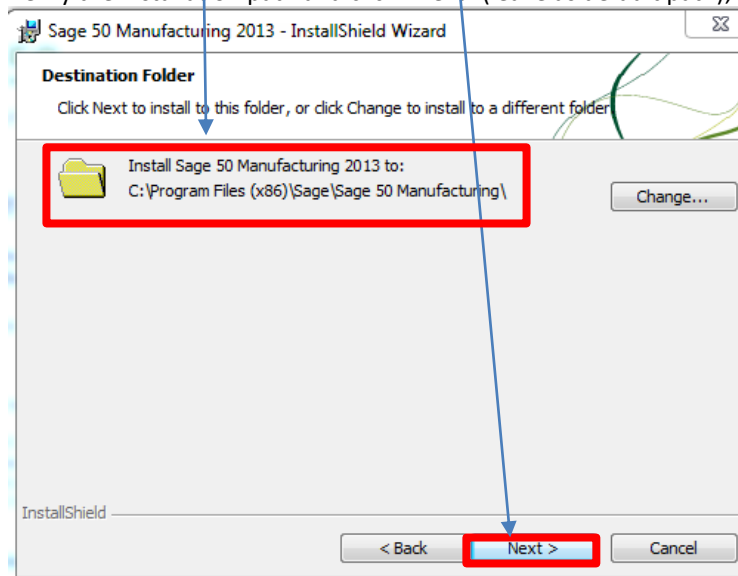 Sage 50 Manufacturing 2013 - InstallShield Wizard
Destination Folder
Click Next to install to this folder, or click Change to install to a different folder
Install Sage 50 Manufacturing 2013 to:
C:\Program Files (x86)\Sage\Sage 50 Manufacturing\
Change...
InstallShield
< Back
Next >
Cancel